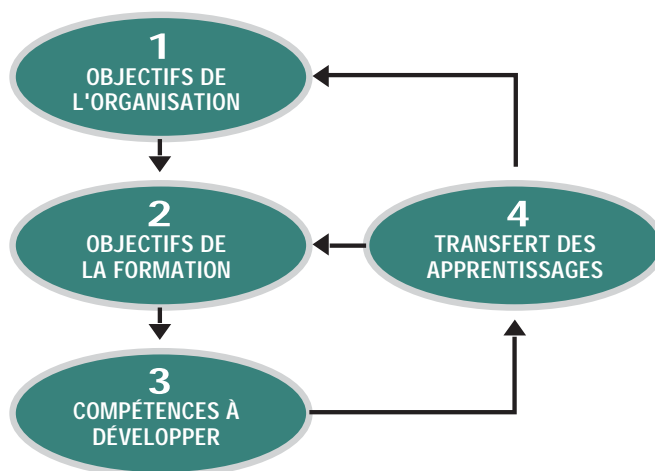 1
OBJECTIFS DE
L'ORGANISATION
2
OBJECTIFS DE
LA FORMATION
3
COMPÉTENCES À
DÉVELOPPER
4
TRANSFERT DES
APPRENTISSAGES